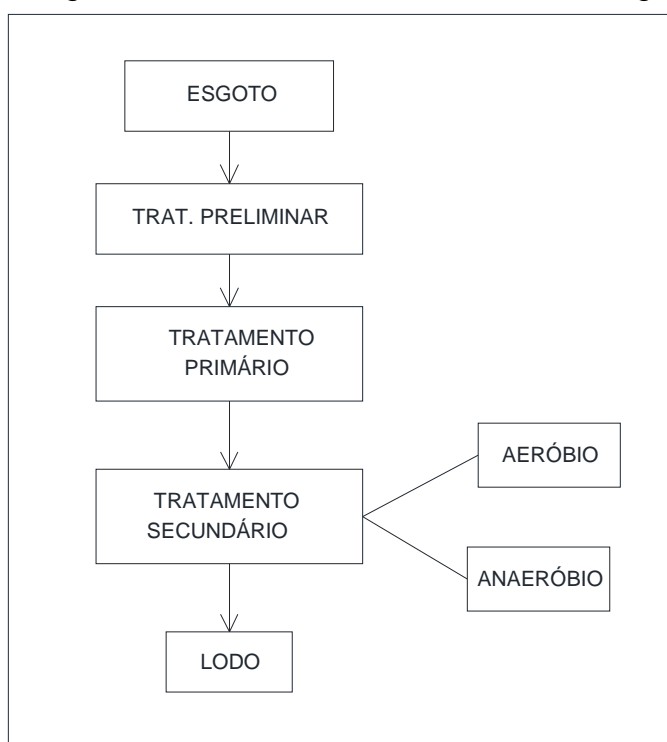 ESGOTO
TRAT. PRELIMINAR
TRATAMENTO
PRIMÁRIO
TRATAMENTO
SECUNDÁRIO
AERÓBIO
ANAERÓBIO
LODO